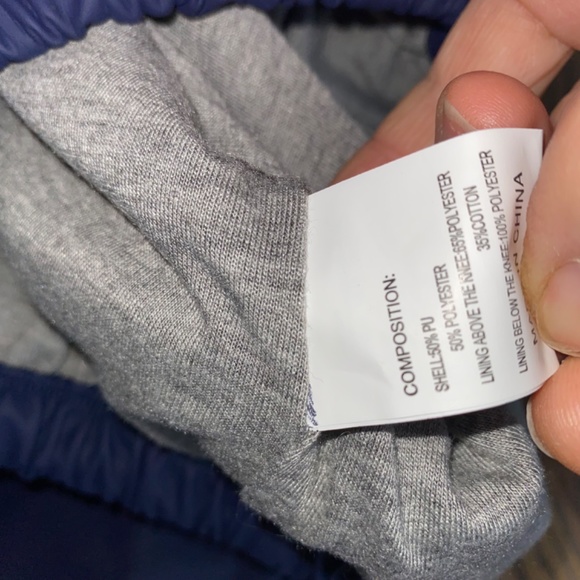 COMPOSITION:
SHELL:50% PU
50% POLYESTER
LINING ABOVE THE KNEE:65%POLYESTER
35%COTTON
LINING BELOW THE KNEE:100% POLYESTER
CHINA